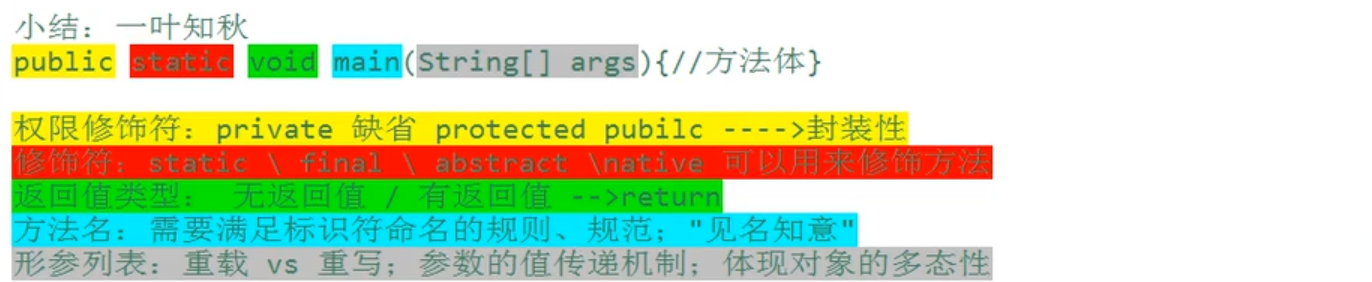 小结：一叶知秋
public static void main(String[] args){//方法体}
权限修饰符：private 缺省 protected pubilc ---->封装性
修饰符：static \ final \ abstract \native 可以用来修饰方法
返回值类型： 无返回值 / 有返回值 -->return
方法名：需要满足标识符命名的规则、规范；"见名知意"
形参列表：重载 vs 重写；参数的值传递机制；体现对象的多态性